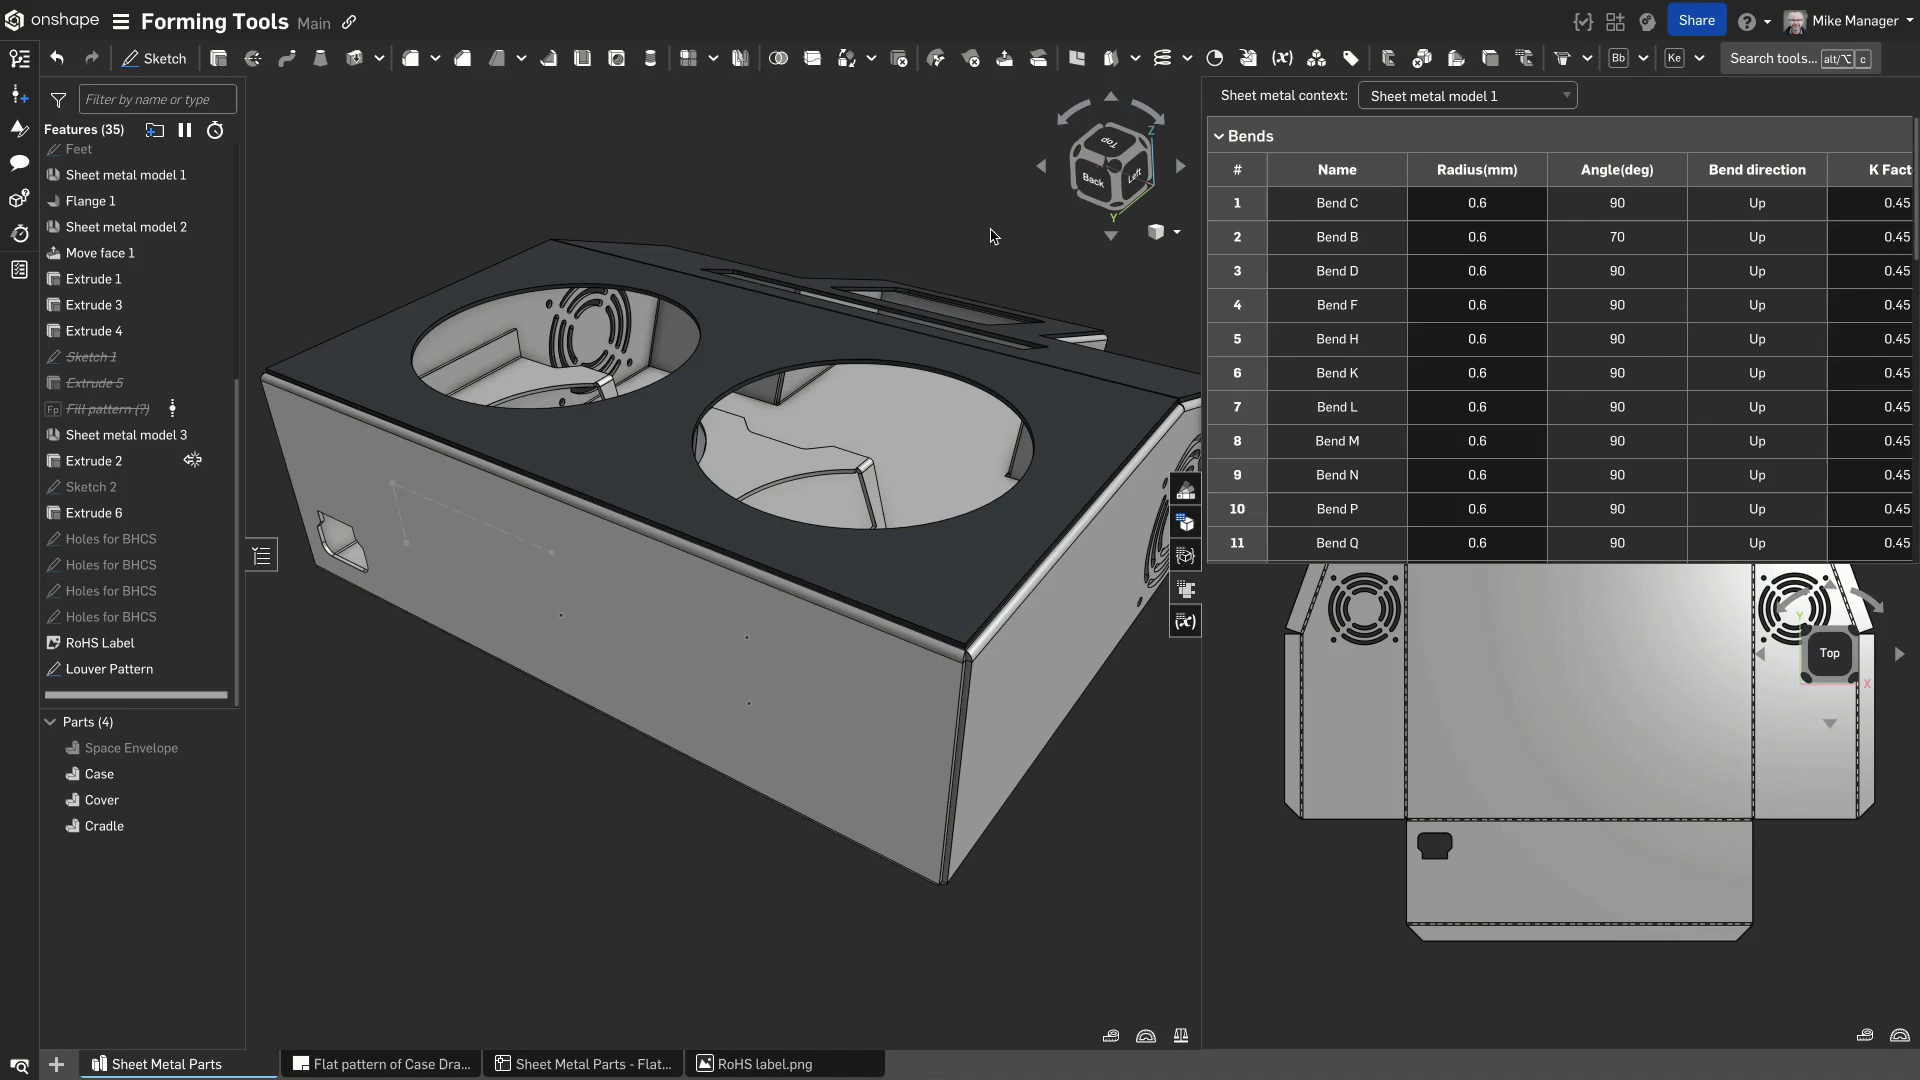 onshape Forming Tools Main Share Mike Manager
Sketch Bb Ke Search tools... alt/⌥ c
Filter by name or type
Features (35)
Feet
Sheet metal model 1
Flange 1
Sheet metal model 2
Move face 1
Extrude 1
Extrude 3
Extrude 4
Sketch 1
Extrude 5
Fp Fill pattern (?)
Sheet metal model 3
Extrude 2
Sketch 2
Extrude 6
Holes for BHCS
Holes for BHCS
Holes for BHCS
Holes for BHCS
RoHS Label
Louver Pattern
Parts (4)
Space Envelope
Case
Cover
Cradle
Top
Back
Left
Z
Y
Sheet metal context: Sheet metal model 1
Bends
# Name Radius(mm) Angle(deg) Bend direction K Fact
1 Bend C 0.6 90 Up 0.45
2 Bend B 0.6 70 Up 0.45
3 Bend D 0.6 90 Up 0.45
4 Bend F 0.6 90 Up 0.45
5 Bend H 0.6 90 Up 0.45
6 Bend K 0.6 90 Up 0.45
7 Bend L 0.6 90 Up 0.45
8 Bend M 0.6 90 Up 0.45
9 Bend N 0.6 90 Up 0.45
10 Bend P 0.6 90 Up 0.45
11 Bend Q 0.6 90 Up 0.45
Y
Top
X
Sheet Metal Parts Flat pattern of Case Dra... Sheet Metal Parts - Flat... RoHS label.png